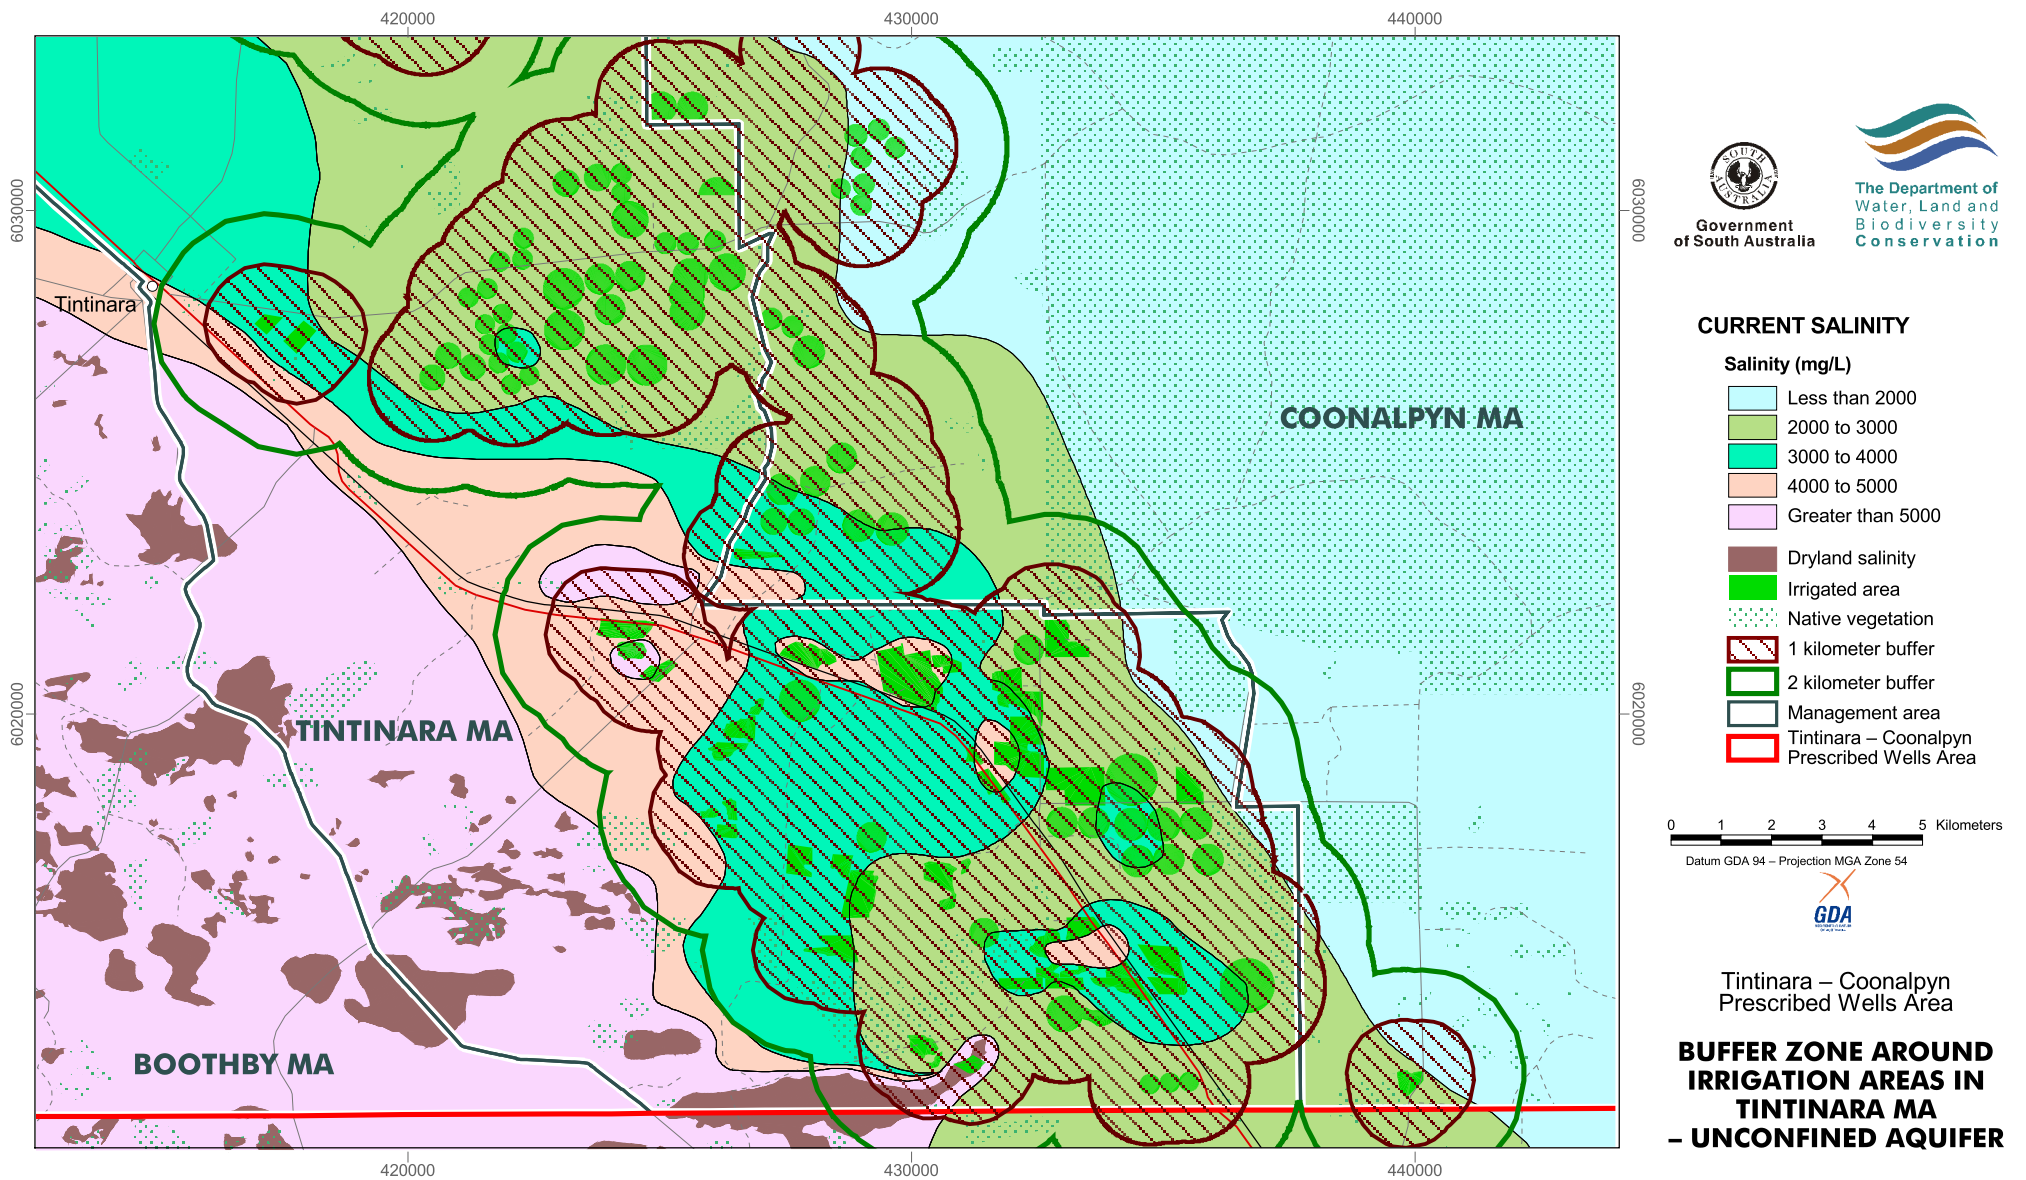 420000
430000
440000
6030000
6030000
6020000
6020000
420000
430000
440000
Tintinara
COONALPYN MA
TINTINARA MA
BOOTHBY MA
SOUTH
AUSTRALIA
Government
of South Australia
The Department of
Water, Land and
Biodiversity
Conservation
CURRENT SALINITY
Salinity (mg/L)
Less than 2000
2000 to 3000
3000 to 4000
4000 to 5000
Greater than 5000
Dryland salinity
Irrigated area
Native vegetation
1 kilometer buffer
2 kilometer buffer
Management area
Tintinara – Coonalpyn
Prescribed Wells Area
0 1 2 3 4 5 Kilometers
Datum GDA 94 – Projection MGA Zone 54
GDA
Tintinara – Coonalpyn
Prescribed Wells Area
BUFFER ZONE AROUND
IRRIGATION AREAS IN
TINTINARA MA
– UNCONFINED AQUIFER